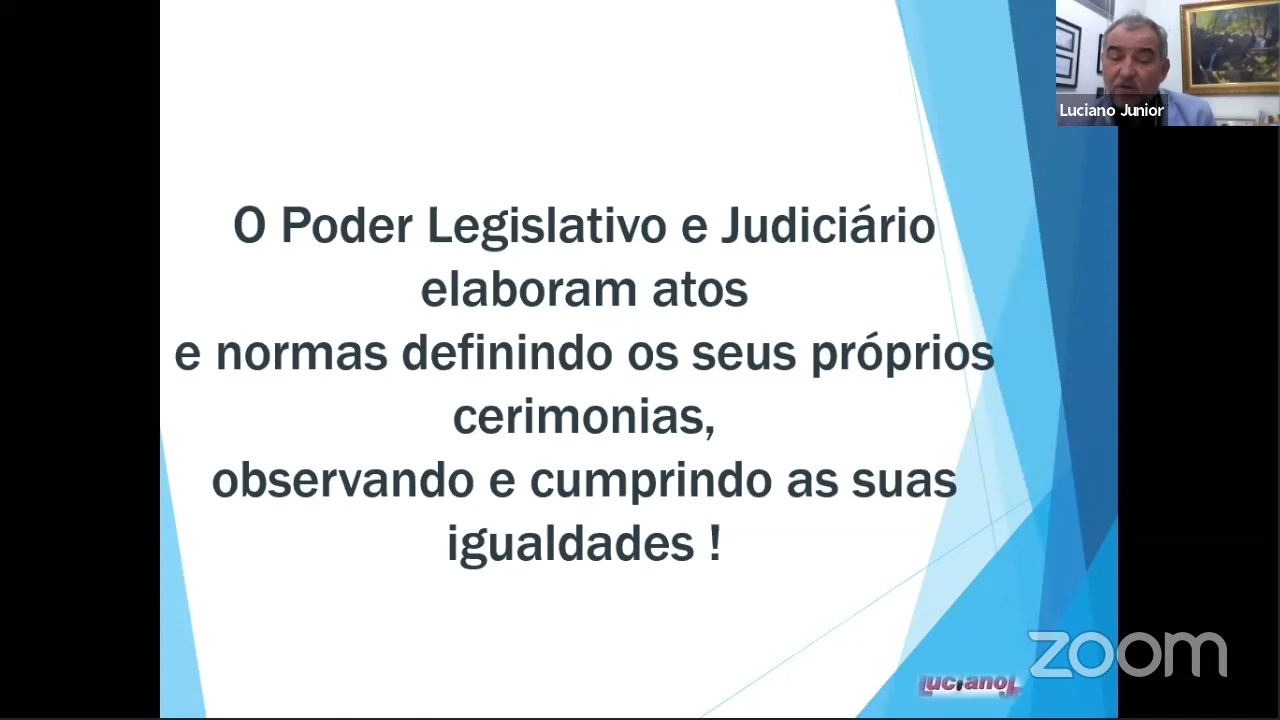 Luciano Junior
O Poder Legislativo e Judiciário
elaboram atos
e normas definindo os seus próprios
cerimonias,
observando e cumprindo as suas
igualdades !
zoom
LucianoJr